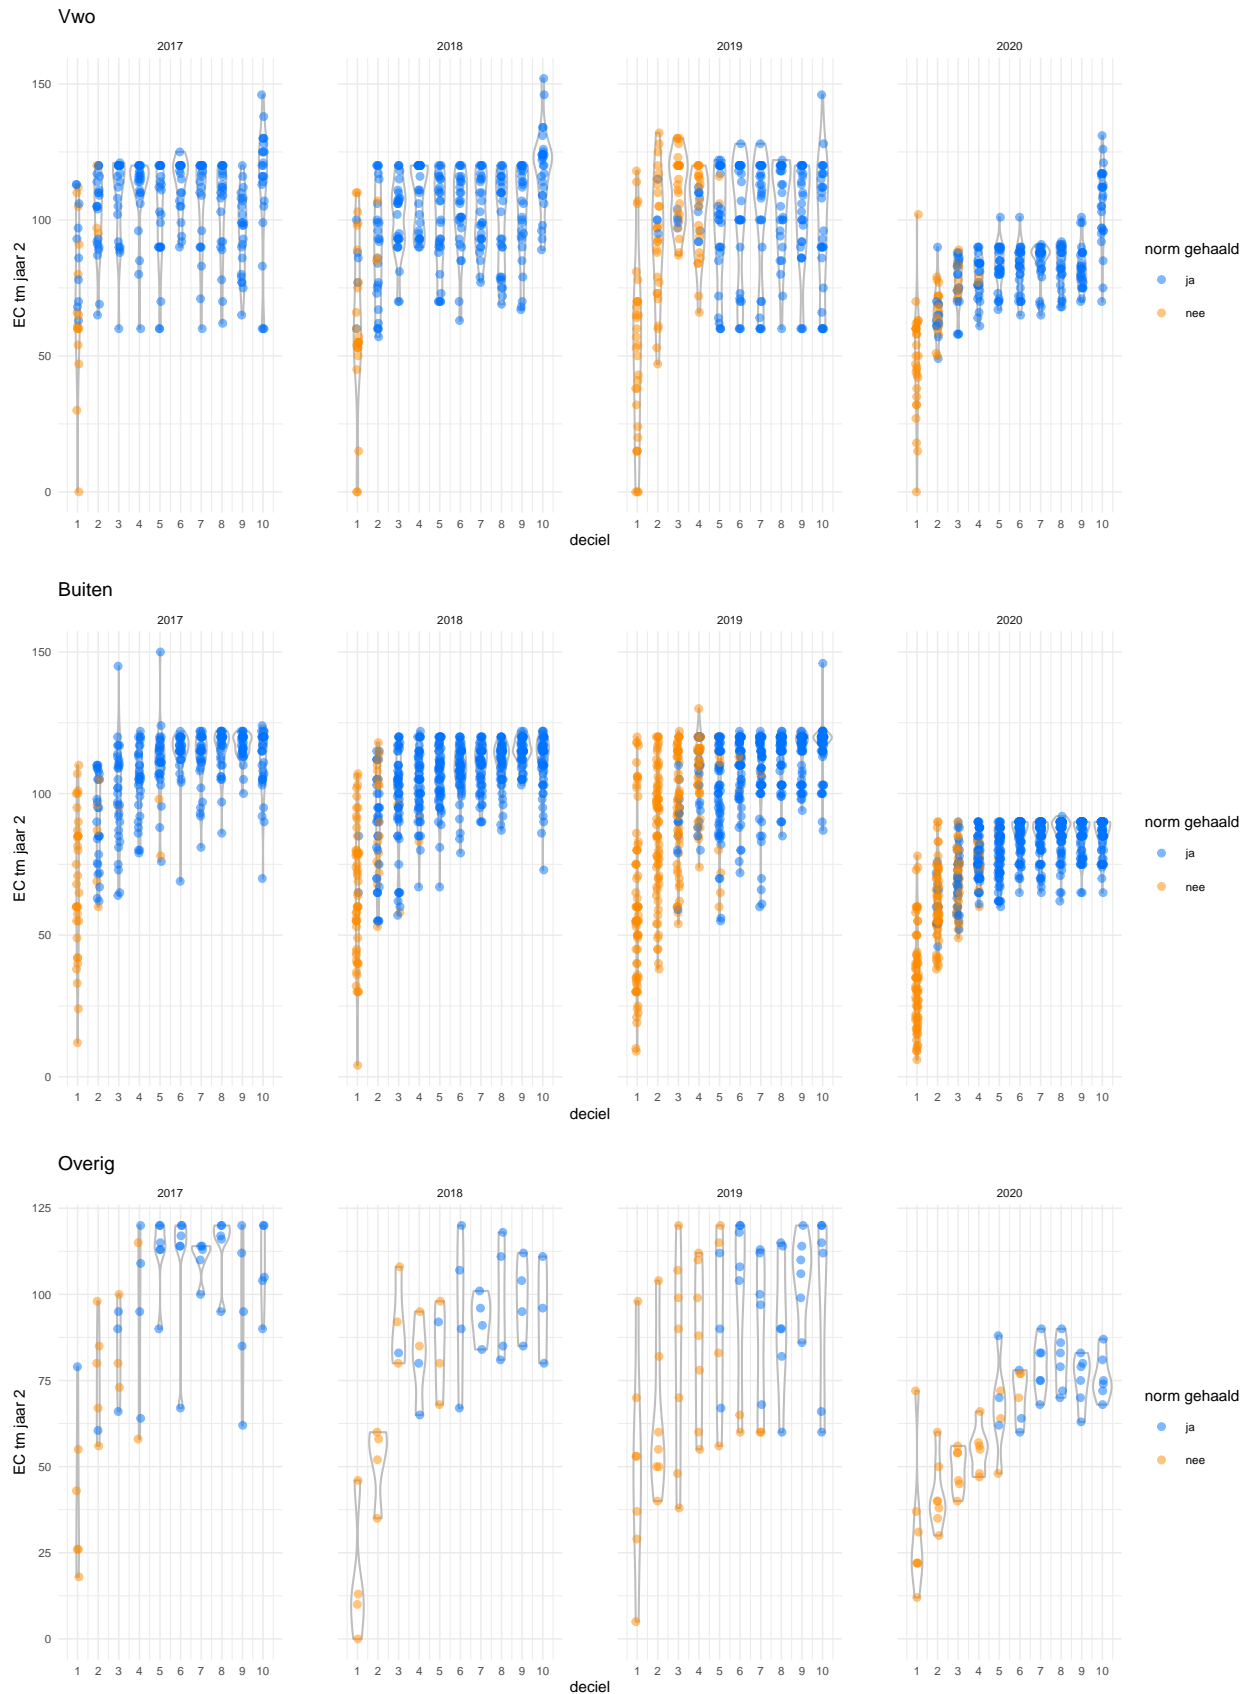 Vwo
2017 2018 2019 2020
150
100
50
0
EC tm jaar 2
1 2 3 4 5 6 7 8 9 10 1 2 3 4 5 6 7 8 9 10 1 2 3 4 5 6 7 8 9 10 1 2 3 4 5 6 7 8 9 10
deciel
norm gehaald
ja
nee
Buiten
2017 2018 2019 2020
150
100
50
0
EC tm jaar 2
1 2 3 4 5 6 7 8 9 10 1 2 3 4 5 6 7 8 9 10 1 2 3 4 5 6 7 8 9 10 1 2 3 4 5 6 7 8 9 10
deciel
norm gehaald
ja
nee
Overig
2017 2018 2019 2020
125
100
75
50
25
0
EC tm jaar 2
1 2 3 4 5 6 7 8 9 10 1 2 3 4 5 6 7 8 9 10 1 2 3 4 5 6 7 8 9 10 1 2 3 4 5 6 7 8 9 10
deciel
norm gehaald
ja
nee